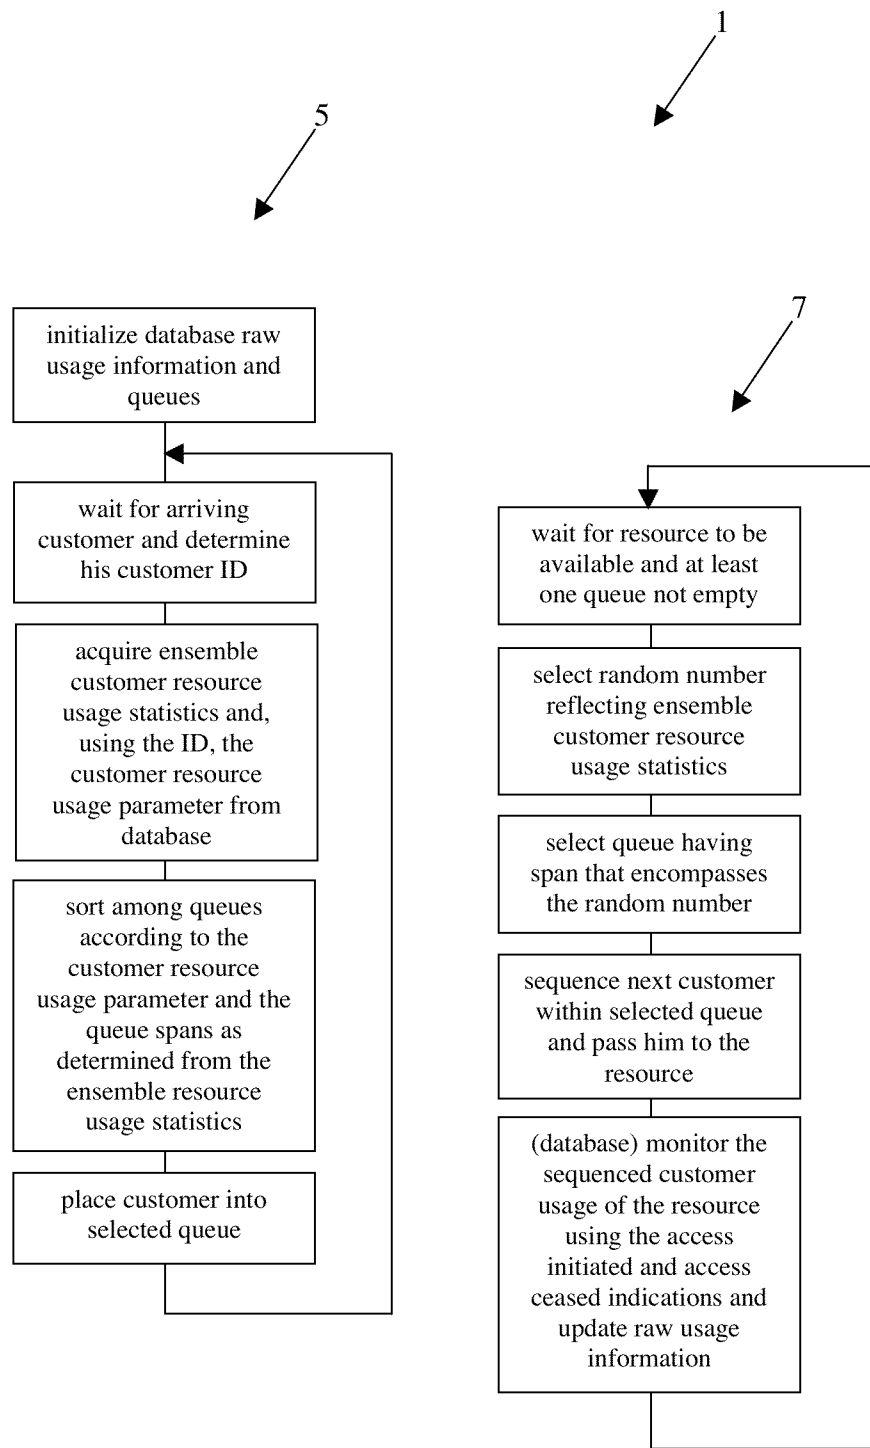 1
5
initialize database raw
usage information and
queues
wait for arriving
customer and determine
his customer ID
acquire ensemble
customer resource
usage statistics and,
using the ID, the
customer resource
usage parameter from
database
sort among queues
according to the
customer resource
usage parameter and the
queue spans as
determined from the
ensemble resource
usage statistics
place customer into
selected queue
7
wait for resource to be
available and at least
one queue not empty
select random number
reflecting ensemble
customer resource
usage statistics
select queue having
span that encompasses
the random number
sequence next customer
within selected queue
and pass him to the
resource
(database) monitor the
sequenced customer
usage of the resource
using the access
initiated and access
ceased indications and
update raw usage
information